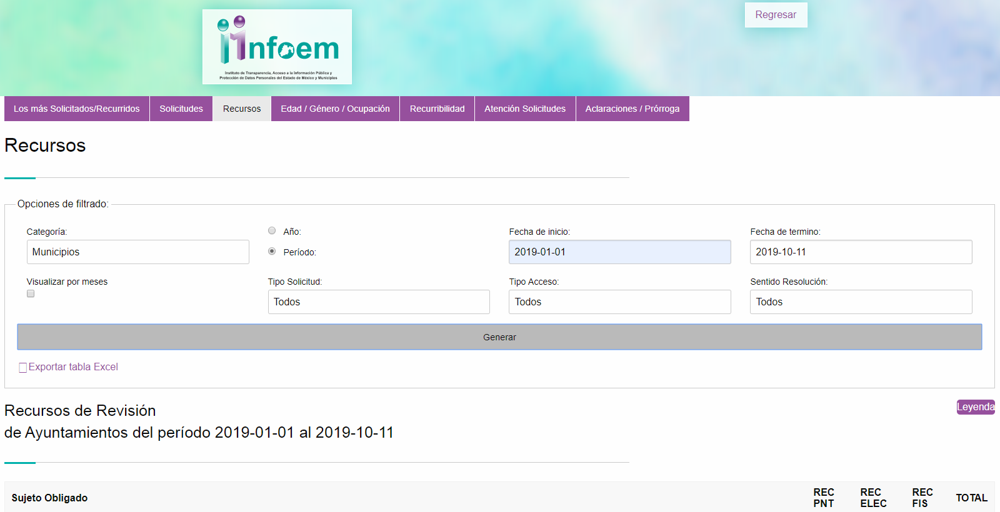 Regresar
infoem
Instituto de Transparencia, Acceso a la Información Pública y
Protección de Datos Personales del Estado de México y Municipios
Los más Solicitados/Recurridos
Solicitudes
Recursos
Edad / Género / Ocupación
Recurribilidad
Atención Solicitudes
Aclaraciones / Prórroga
Recursos
Opciones de filtrado:
Categoría:
Municipios
Año:
Período:
Fecha de inicio:
2019-01-01
Fecha de termino:
2019-10-11
Visualizar por meses
Tipo Solicitud:
Todos
Tipo Acceso:
Todos
Sentido Resolución:
Todos
Generar
Exportar tabla Excel
Recursos de Revisión
de Ayuntamientos del período 2019-01-01 al 2019-10-11
Leyenda
Sujeto Obligado
REC
PNT
REC
ELEC
REC
FIS
TOTAL